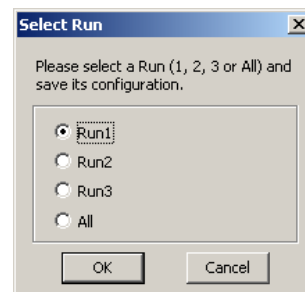 Select Run
Please select a Run (1, 2, 3 or All) and
save its configuration.
Run1
Run2
Run3
All
OK Cancel